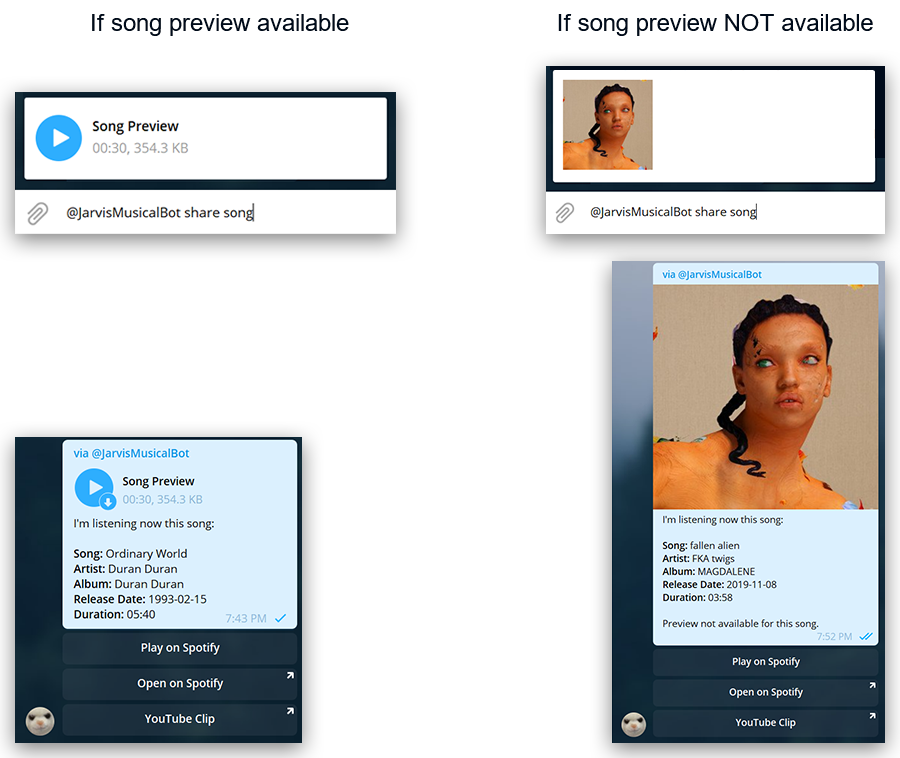 If song preview available
Song Preview
00:30, 354.3 KB
@JarvisMusicalBot share song
via @JarvisMusicalBot
Song Preview
00:30, 354.3 KB
I'm listening now this song:
Song: Ordinary World
Artist: Duran Duran
Album: Duran Duran
Release Date: 1993-02-15
Duration: 05:40
7:43 PM
Play on Spotify
Open on Spotify
YouTube Clip
If song preview NOT available
@JarvisMusicalBot share song
via @JarvisMusicalBot
I'm listening now this song:
Song: fallen alien
Artist: FKA twigs
Album: MAGDALENE
Release Date: 2019-11-08
Duration: 03:58
Preview not available for this song.
7:52 PM
Play on Spotify
Open on Spotify
YouTube Clip